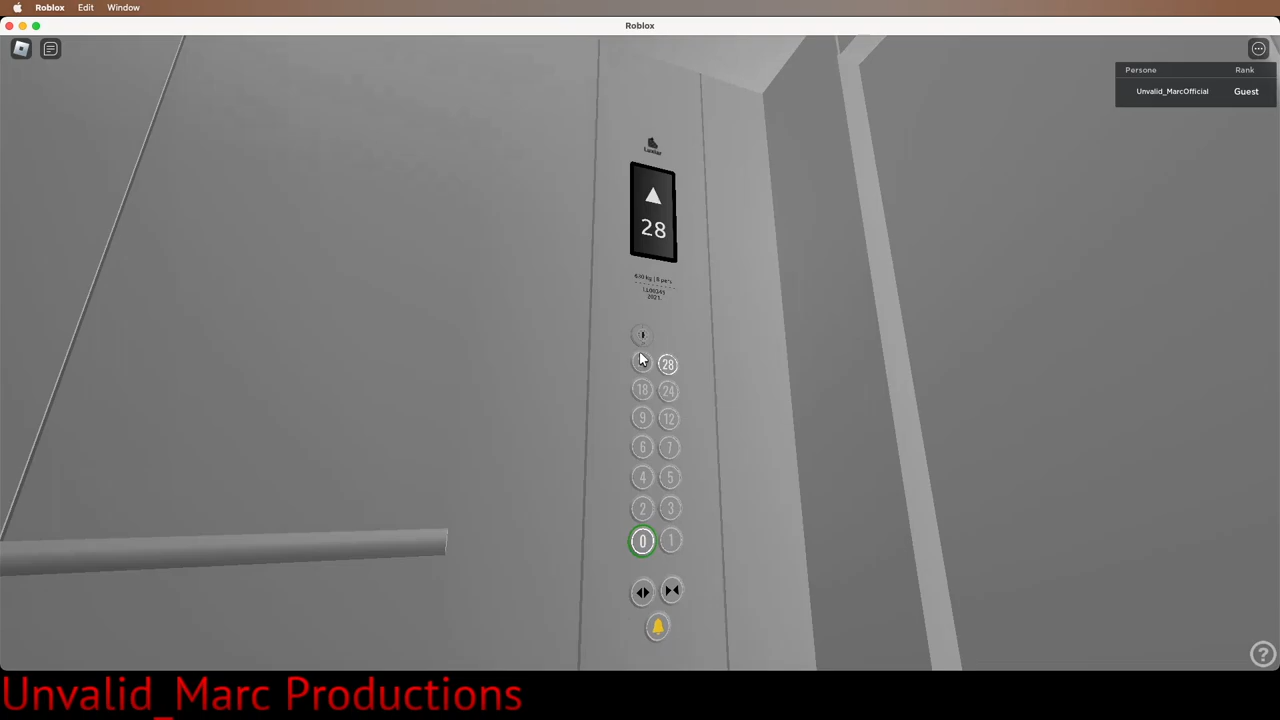 Roblox Edit Window
Roblox
Persone Rank
Unvalid_MarcOfficial Guest
28
2021.
28
18 24
9 12
6 7
4 5
2 3
0 1
?
Unvalid_Marc Productions